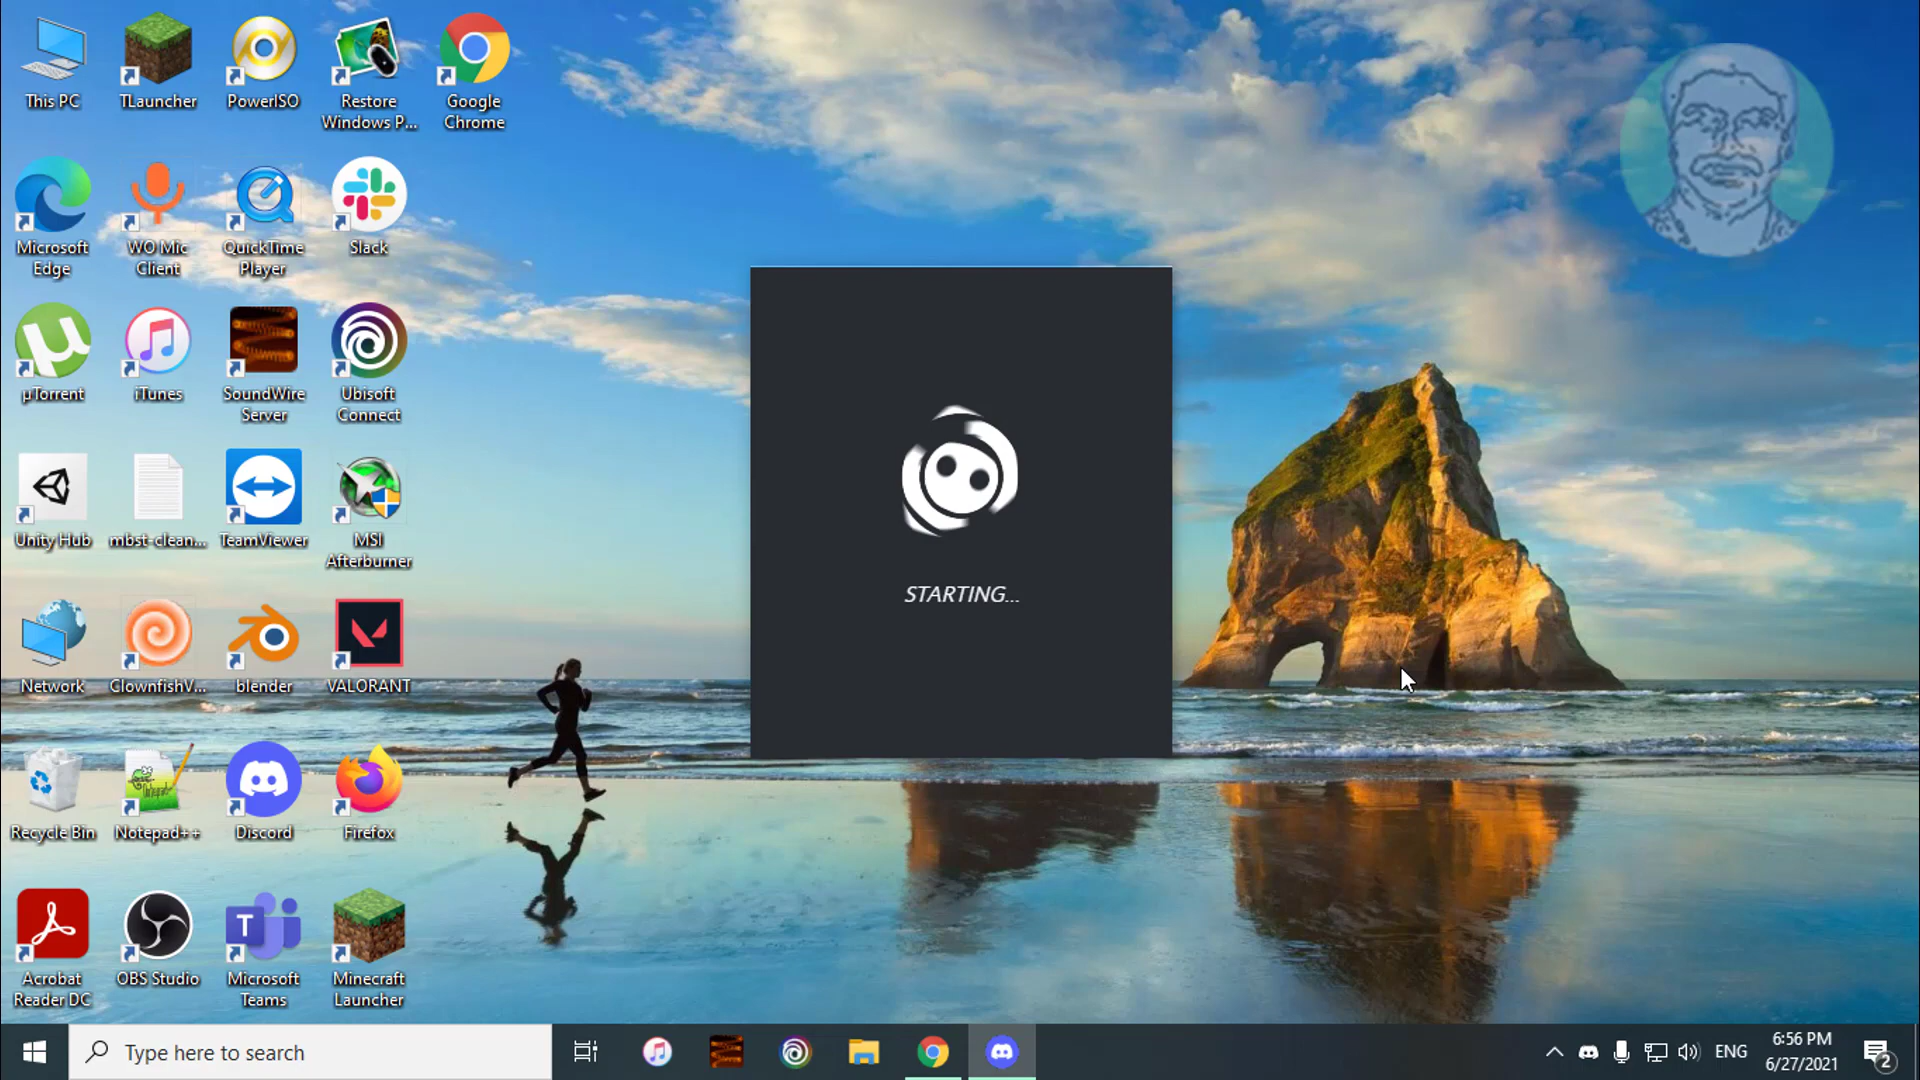 This PC
TLauncher
PowerISO
Restore
Windows P...
Google
Chrome
Microsoft
Edge
WO Mic
Client
QuickTime
Player
Slack
µTorrent
iTunes
SoundWire
Server
Ubisoft
Connect
Unity Hub
mbst-clean...
TeamViewer
MSI
Afterburner
Network
ClownfishV...
blender
VALORANT
Recycle Bin
Notepad++
Discord
Firefox
Acrobat
Reader DC
OBS Studio
Microsoft
Teams
Minecraft
Launcher
STARTING...
Type here to search
ENG
6:56 PM
6/27/2021
2